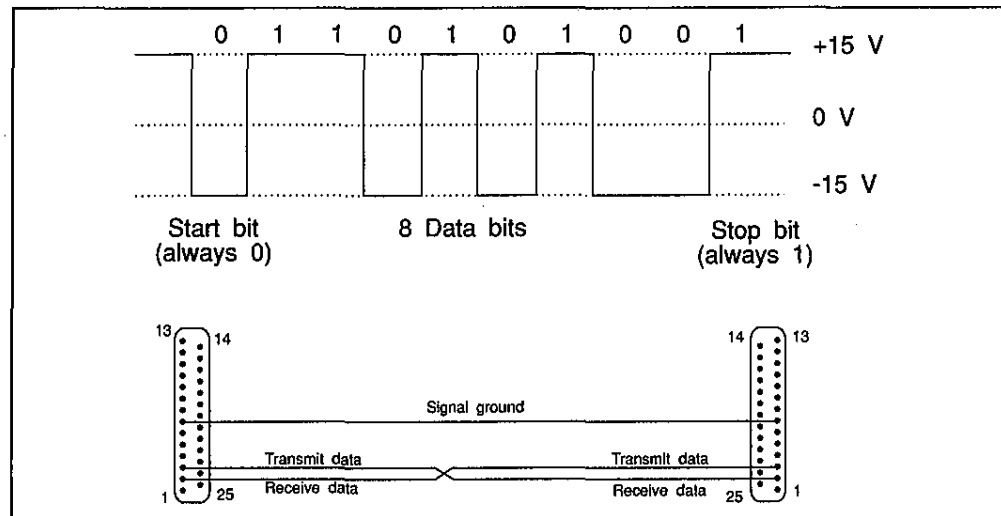 0 1 1 0 1 0 1 0 0 1
+15 V
0 V
-15 V
Start bit
(always 0)
8 Data bits
Stop bit
(always 1)
13 14
14 13
Signal ground
Transmit data Transmit data
Receive data Receive data
1 25
25 1